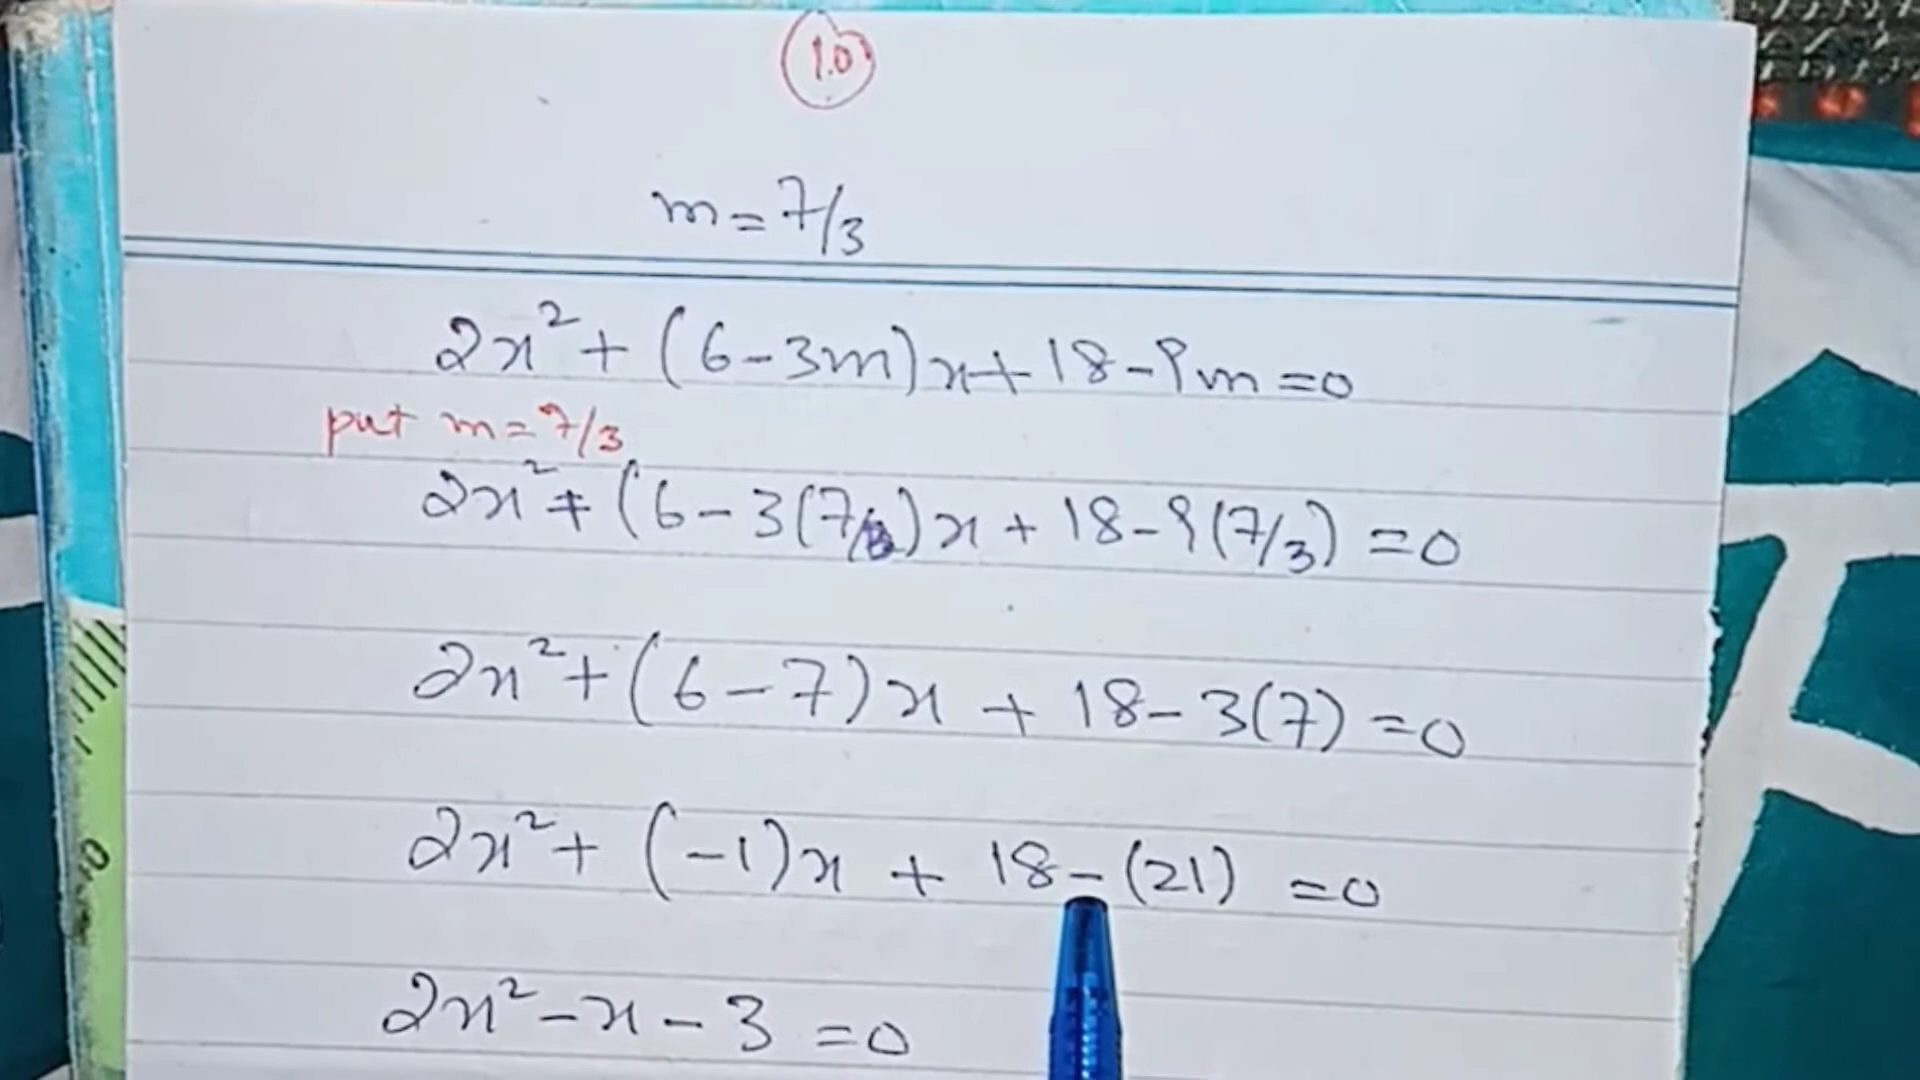 1.0
m=7/3
2x²+(6-3m)x+18-9m=0
put m=7/3
2x²+(6-3(7/3)x+18-9(7/3)=0
2x²+(6-7)x+18-3(7)=0
2x²+(-1)x+18-(21)=0
2x²-x-3=0